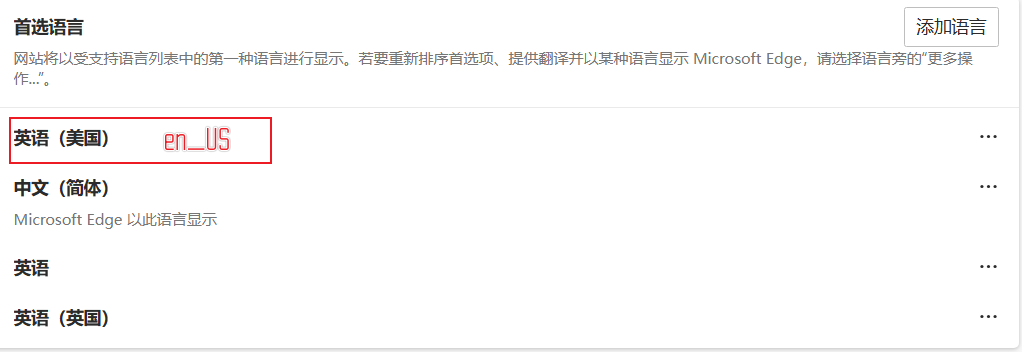 首选语言
添加语言
网站将以受支持语言列表中的第一种语言进行显示。若要重新排序首选项、提供翻译并以某种语言显示 Microsoft Edge，请选择语言旁的“更多操
作...”。
英语（美国） en_US
中文（简体）
Microsoft Edge 以此语言显示
英语
英语（英国）